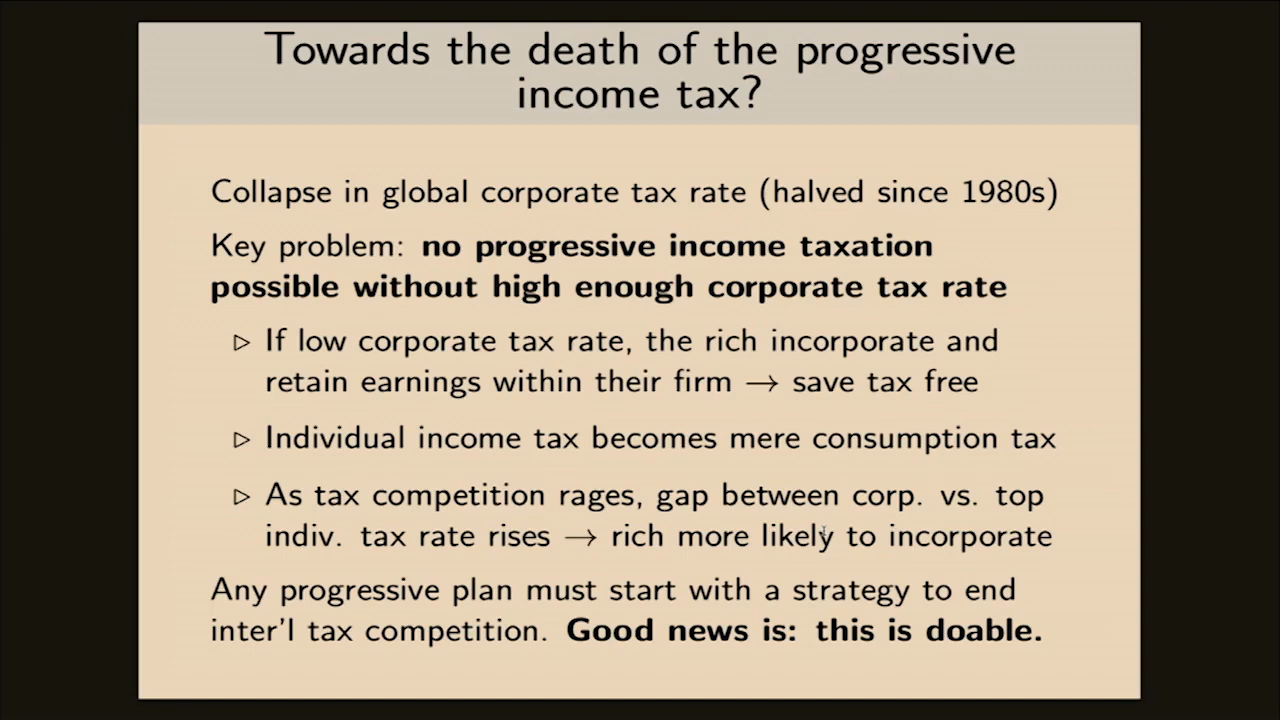 Towards the death of the progressive
income tax?
Collapse in global corporate tax rate (halved since 1980s)
Key problem: no progressive income taxation
possible without high enough corporate tax rate
▷ If low corporate tax rate, the rich incorporate and
retain earnings within their firm → save tax free
▷ Individual income tax becomes mere consumption tax
▷ As tax competition rages, gap between corp. vs. top
indiv. tax rate rises → rich more likely to incorporate
Any progressive plan must start with a strategy to end
inter'l tax competition. Good news is: this is doable.